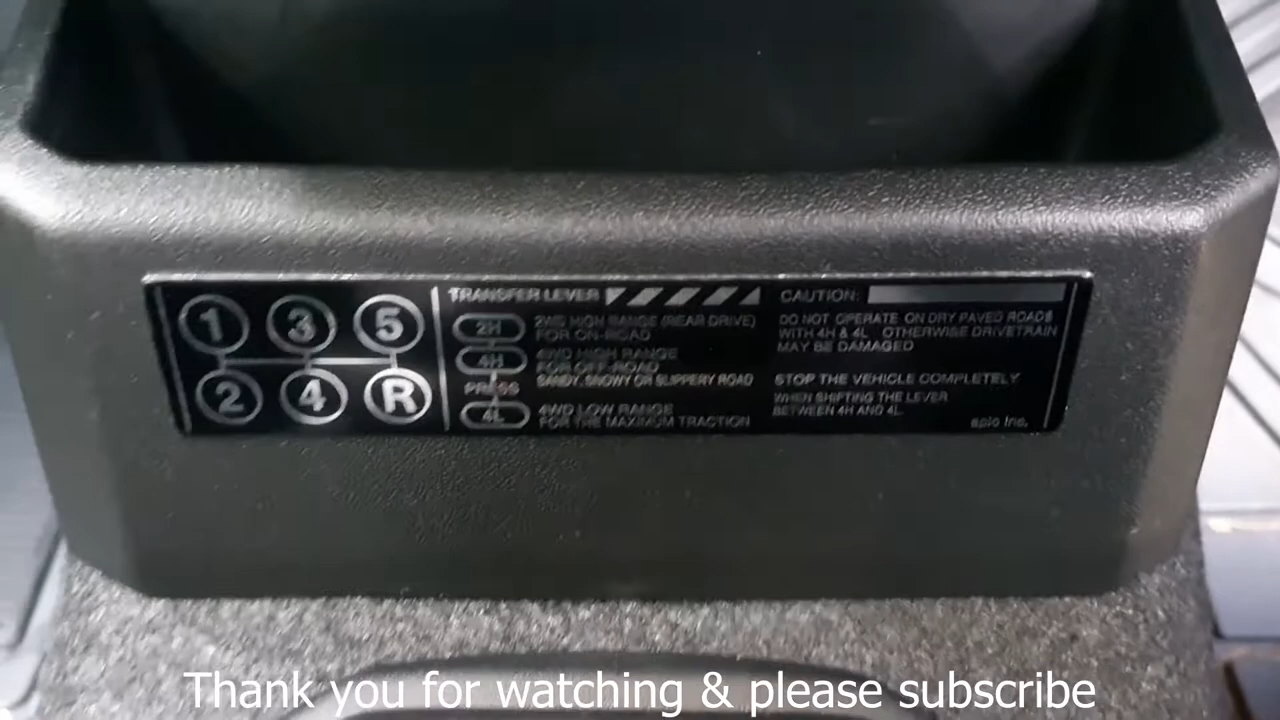 1 3 5
2 4 R
TRANSFER LEVER
2H
2WD HIGH RANGE (REAR DRIVE)
FOR ON-ROAD
4H
4WD HIGH RANGE
FOR OFF-ROAD
PRESS
SANDY, SNOWY OR SLIPPERY ROAD
4L
4WD LOW RANGE
FOR THE MAXIMUM TRACTION
CAUTION:
DO NOT OPERATE ON DRY PAVED ROADS
WITH 4H & 4L. OTHERWISE DRIVETRAIN
MAY BE DAMAGED
STOP THE VEHICLE COMPLETELY
WHEN SHIFTING THE LEVER
BETWEEN 4H AND 4L.
apio inc.
Thank you for watching & please subscribe